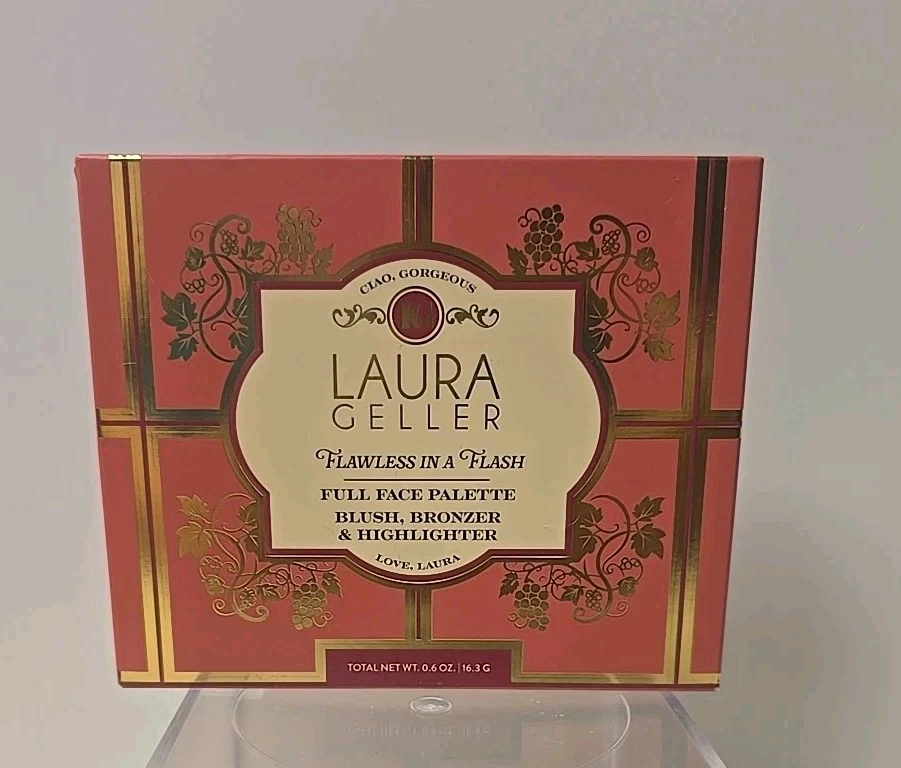 CIAO, GORGEOUS
LG
LAURA
GELLER
FLAWLESS IN A FLASH
FULL FACE PALETTE
BLUSH, BRONZER
& HIGHLIGHTER
LOVE, LAURA
TOTAL NET WT. 0.6 OZ. | 16.3 G